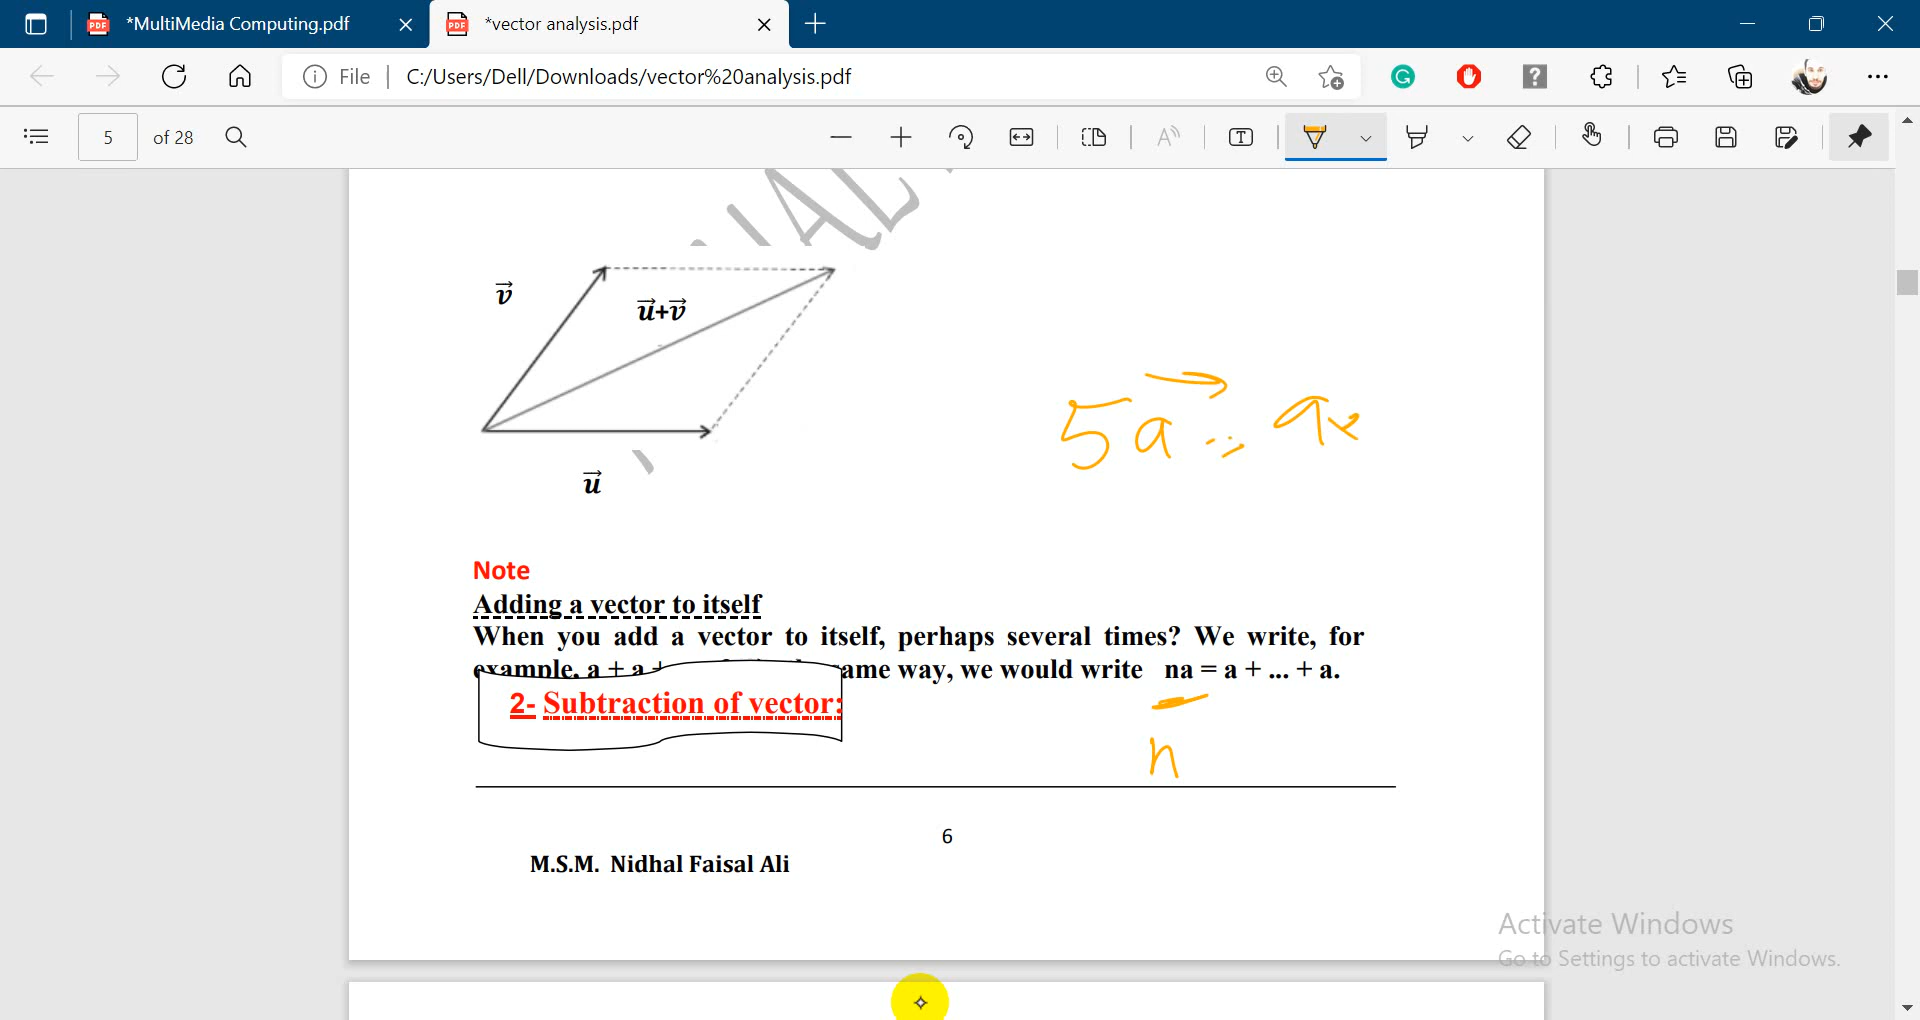 *MultiMedia Computing.pdf
*vector analysis.pdf
File C:/Users/Dell/Downloads/vector%20analysis.pdf
5 of 28
v⃗
u⃗+v⃗
5a⃗
u⃗
Note
Adding a vector to itself
When you add a vector to itself, perhaps several times? We write, for
example, a + a + same way, we would write na = a + ... + a.
2- Subtraction of vector:
n
6
M.S.M. Nidhal Faisal Ali
Activate Windows
Go to Settings to activate Windows.